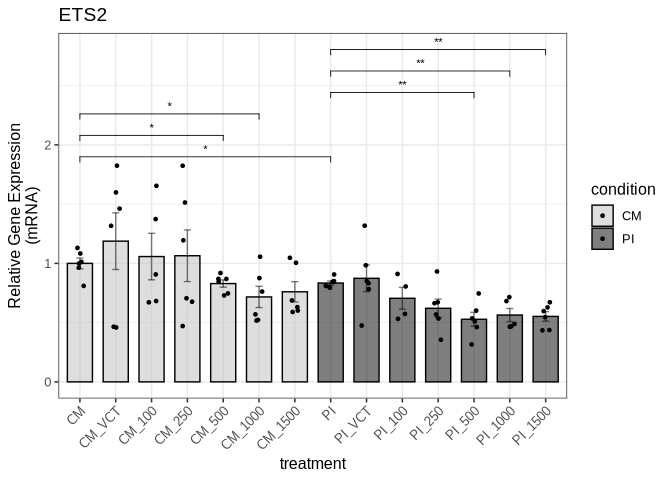 ETS2
**
**
**
*
*
*
Relative Gene Expression
(mRNA)
2
1
0
CM
CM_VCT
CM_100
CM_250
CM_500
CM_1000
CM_1500
PI
PI_VCT
PI_100
PI_250
PI_500
PI_1000
PI_1500
treatment
condition
CM
PI